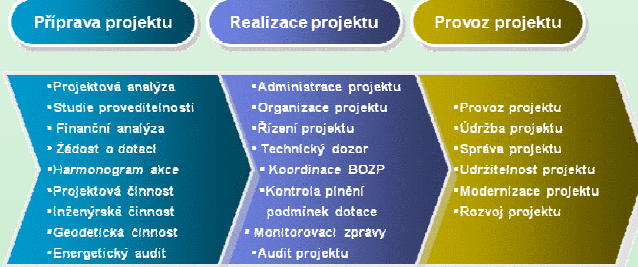 Příprava projektu
Realizace projektu
Provoz projektu
▪Projektová analýza
▪Studie proveditelnosti
▪ Finanční analýza
▪ Žádost o dotaci
▪Harmonogram akce
▪Projektová činnost
▪Inženýrská činnost
▪Geodetická činnost
▪Energetický audit
▪Administrace projektu
▪Organizace projektu
▪Řízení projektu
▪ Technický dozor
▪ Koordinace BOZP
▪Kontrola plnění
podmínek dotace
▪ Monitorovací zprávy
▪Audit projektu
▪Provoz projektu
▪Údržba projektu
▪Správa projektu
▪Udržitelnost projektu
▪Modernizace projektu
▪Rozvoj projektu